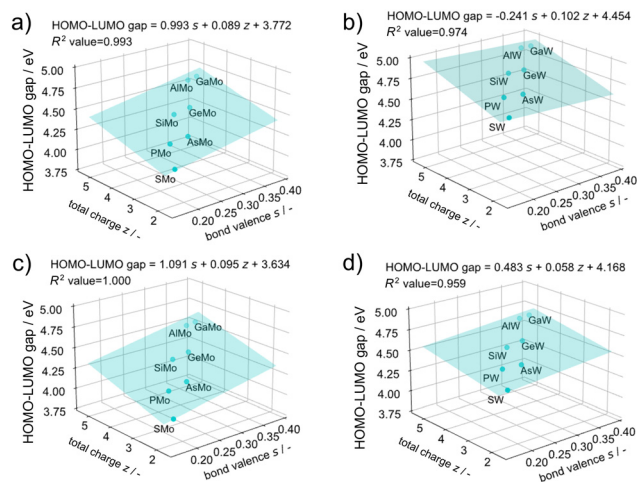 a)
HOMO-LUMO gap = 0.993 s + 0.089 z + 3.772
R² value=0.993
HOMO-LUMO gap / eV
5.00
4.75
4.50
4.25
4.00
3.75
GaMo
AlMo
GeMo
SiMo
AsMo
PMo
SMo
5
4
3
2
total charge z / -
0.20
0.25
0.30
0.35
0.40
bond valence s / -
b)
HOMO-LUMO gap = -0.241 s + 0.102 z + 4.454
R² value=0.974
HOMO-LUMO gap / eV
5.00
4.75
4.50
4.25
4.00
3.75
GaW
AlW
SiW
GeW
PW
AsW
SW
5
4
3
2
total charge z / -
0.20
0.25
0.30
0.35
0.40
bond valence s / -
c)
HOMO-LUMO gap = 1.091 s + 0.095 z + 3.634
R² value=1.000
HOMO-LUMO gap / eV
5.00
4.75
4.50
4.25
4.00
3.75
GaMo
AlMo
GeMo
SiMo
AsMo
PMo
SMo
5
4
3
2
total charge z / -
0.20
0.25
0.30
0.35
0.40
bond valence s / -
d)
HOMO-LUMO gap = 0.483 s + 0.058 z + 4.168
R² value=0.959
HOMO-LUMO gap / eV
5.00
4.75
4.50
4.25
4.00
3.75
AlW
GaW
SiW
GeW
PW
AsW
SW
5
4
3
2
total charge z / -
0.20
0.25
0.30
0.35
0.40
bond valence s / -